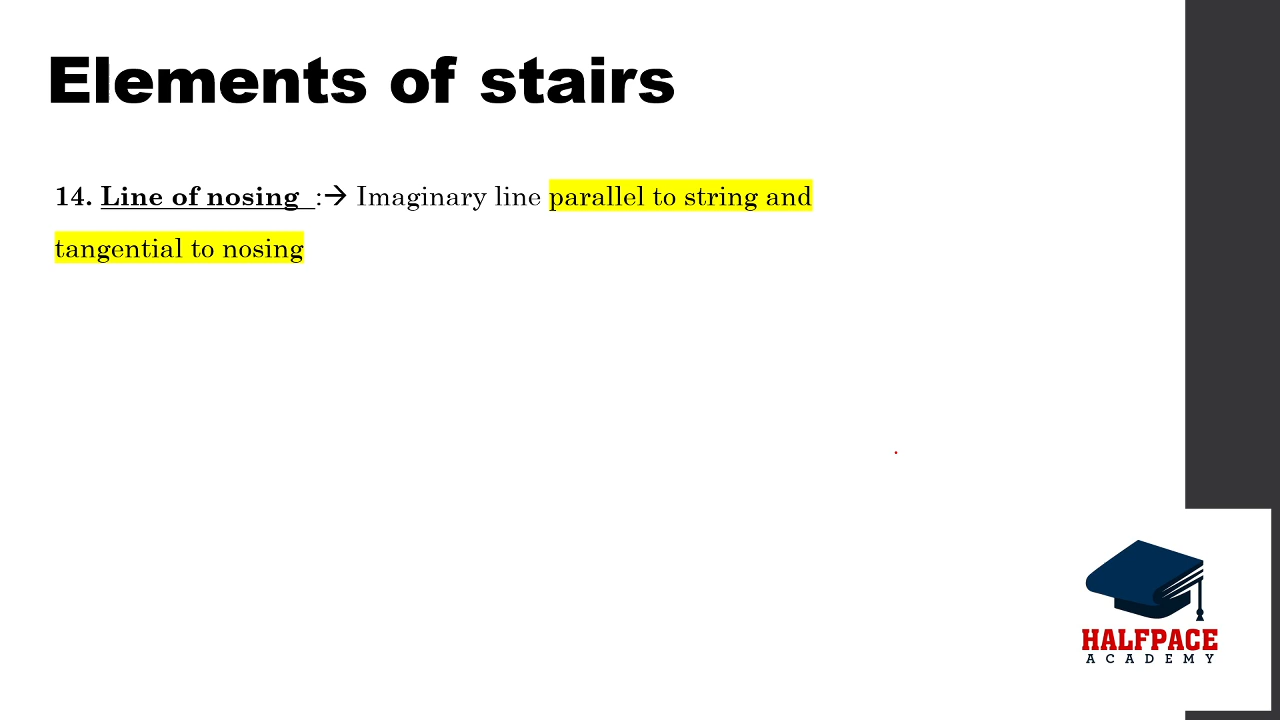 Elements of stairs
14. Line of nosing :→ Imaginary line parallel to string and
tangential to nosing
HALFPACE
ACADEMY